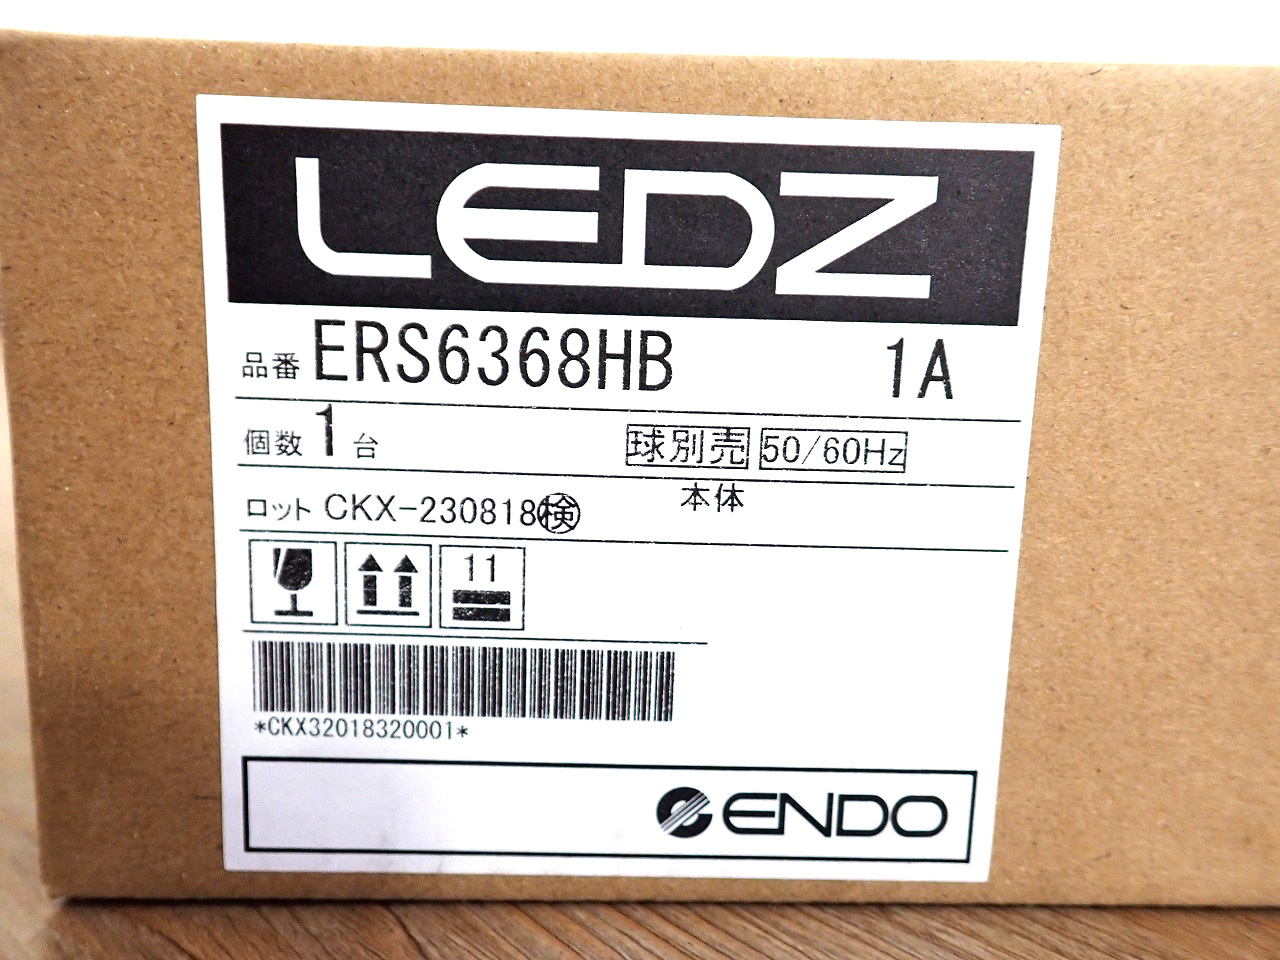 LEDZ
品番 ERS6368HB 1A
個数 1 台 球別売 50/60Hz
本体
ロット CKX-230818検
11
*CKX32018320001*
ENDO